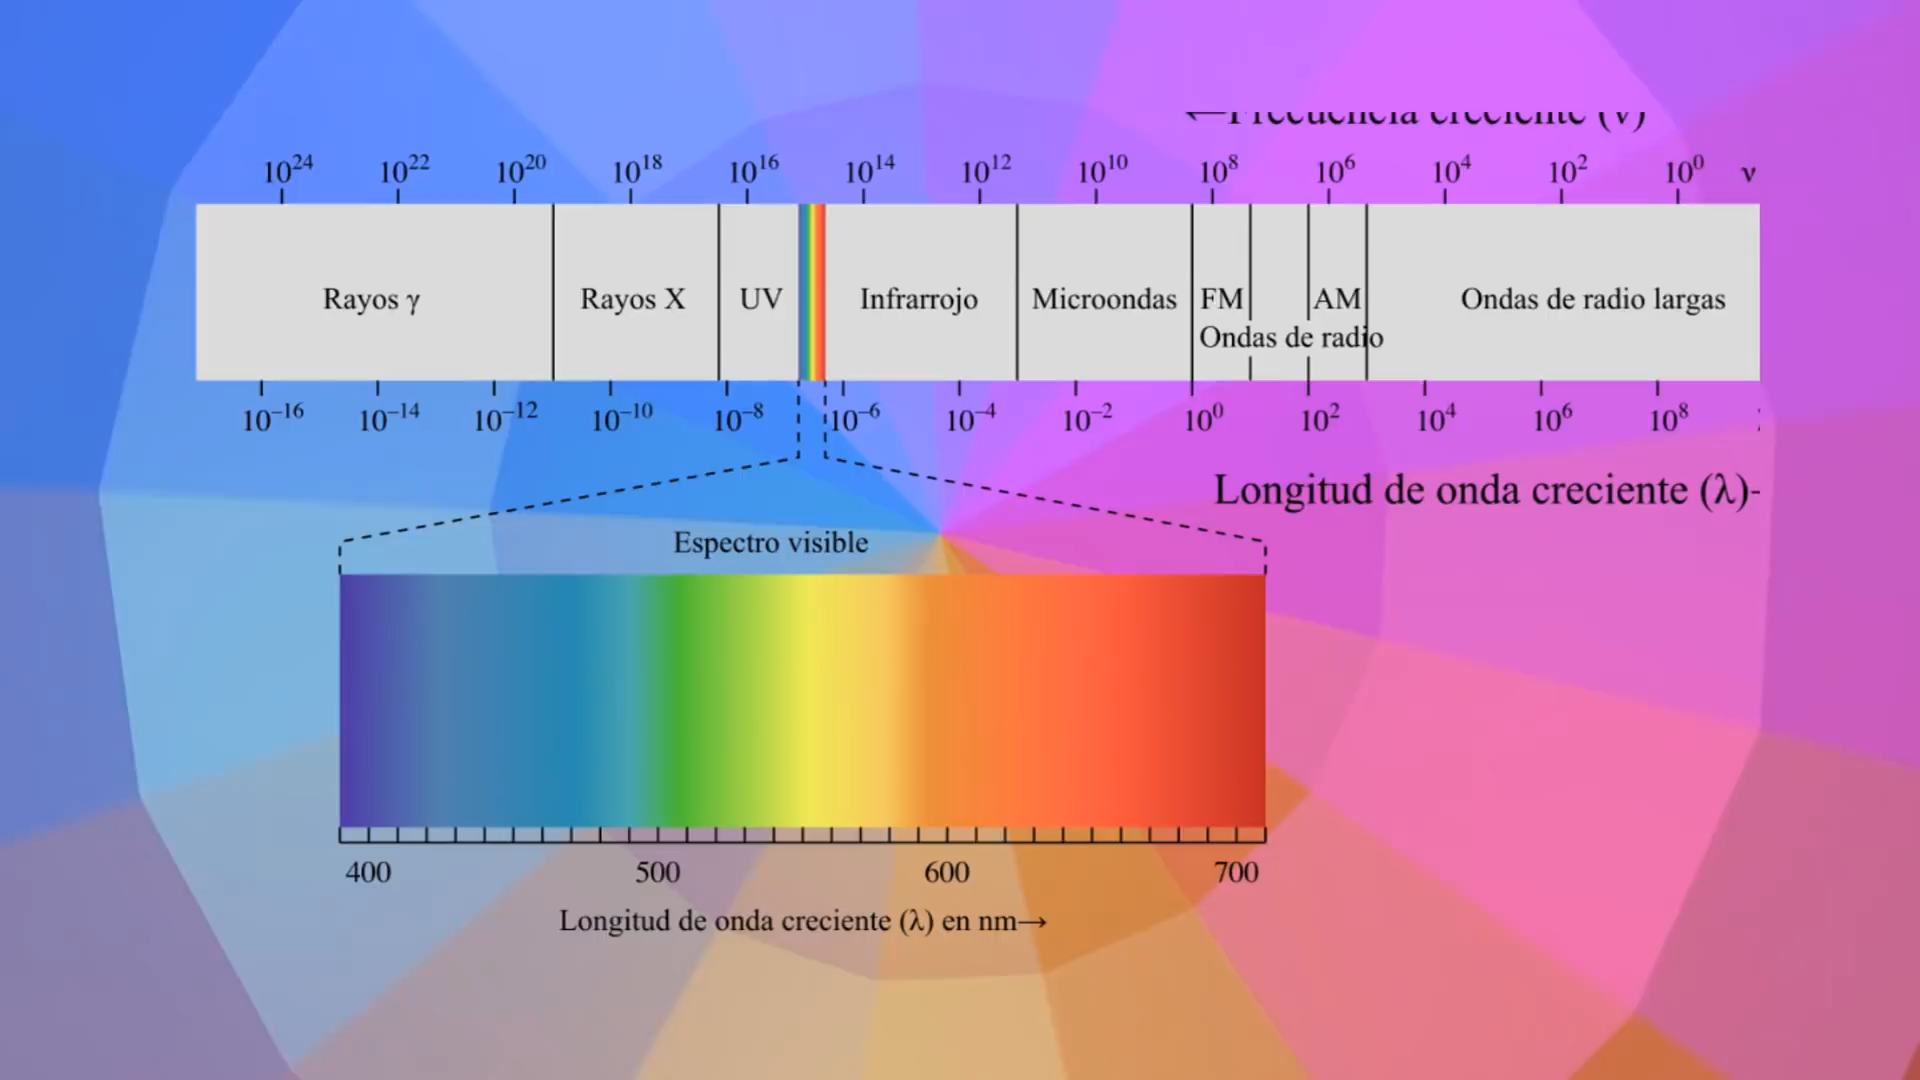 ←Frecuencia creciente (ν)
10²⁴ 10²² 10²⁰ 10¹⁸ 10¹⁶ 10¹⁴ 10¹² 10¹⁰ 10⁸ 10⁶ 10⁴ 10² 10⁰ ν
Rayos γ Rayos X UV Infrarrojo Microondas FM AM Ondas de radio largas
Ondas de radio
10⁻¹⁶ 10⁻¹⁴ 10⁻¹² 10⁻¹⁰ 10⁻⁸ 10⁻⁶ 10⁻⁴ 10⁻² 10⁰ 10² 10⁴ 10⁶ 10⁸
Longitud de onda creciente (λ)
Espectro visible
400 500 600 700
Longitud de onda creciente (λ) en nm→